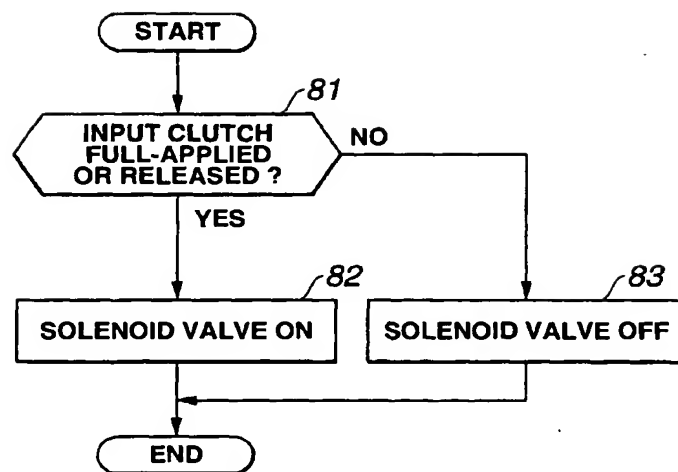 START
81
INPUT CLUTCH
FULL-APPLIED
OR RELEASED ?
NO
YES
82
SOLENOID VALVE ON
83
SOLENOID VALVE OFF
END